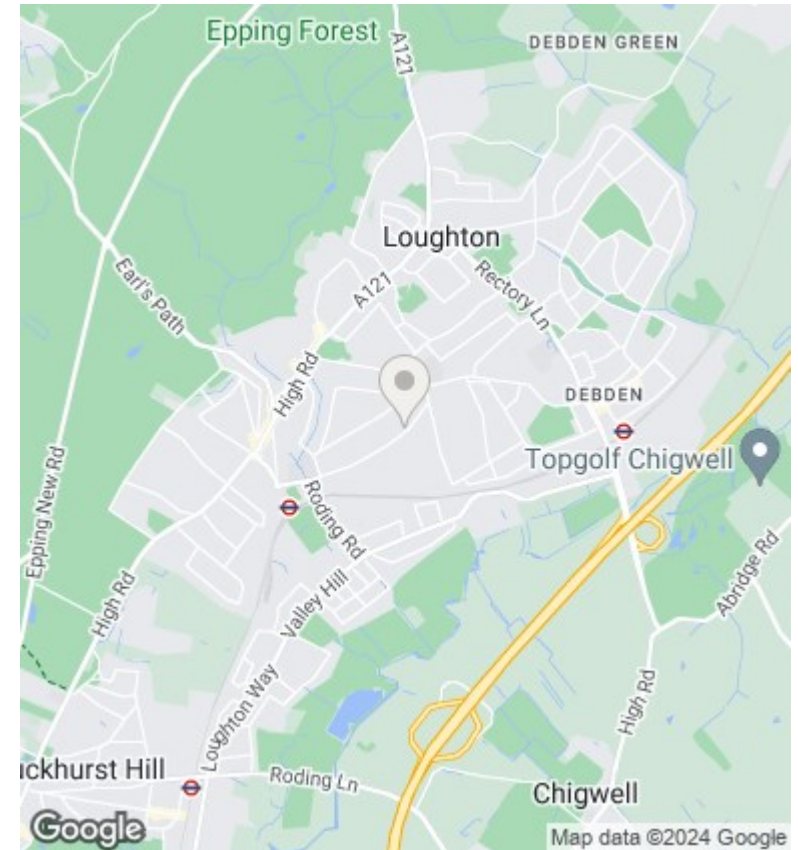 Epping Forest
A121
DEBDEN GREEN
Loughton
Earl's Path
A121
Rectory Ln
High Rd
DEBDEN
Topgolf Chigwell
Epping New Rd
Roding Rd
Abridge Rd
High Rd
Valley Hill
Loughton Way
High Rd
uckhurst Hill
Roding Ln
Chigwell
Google
Map data ©2024 Google